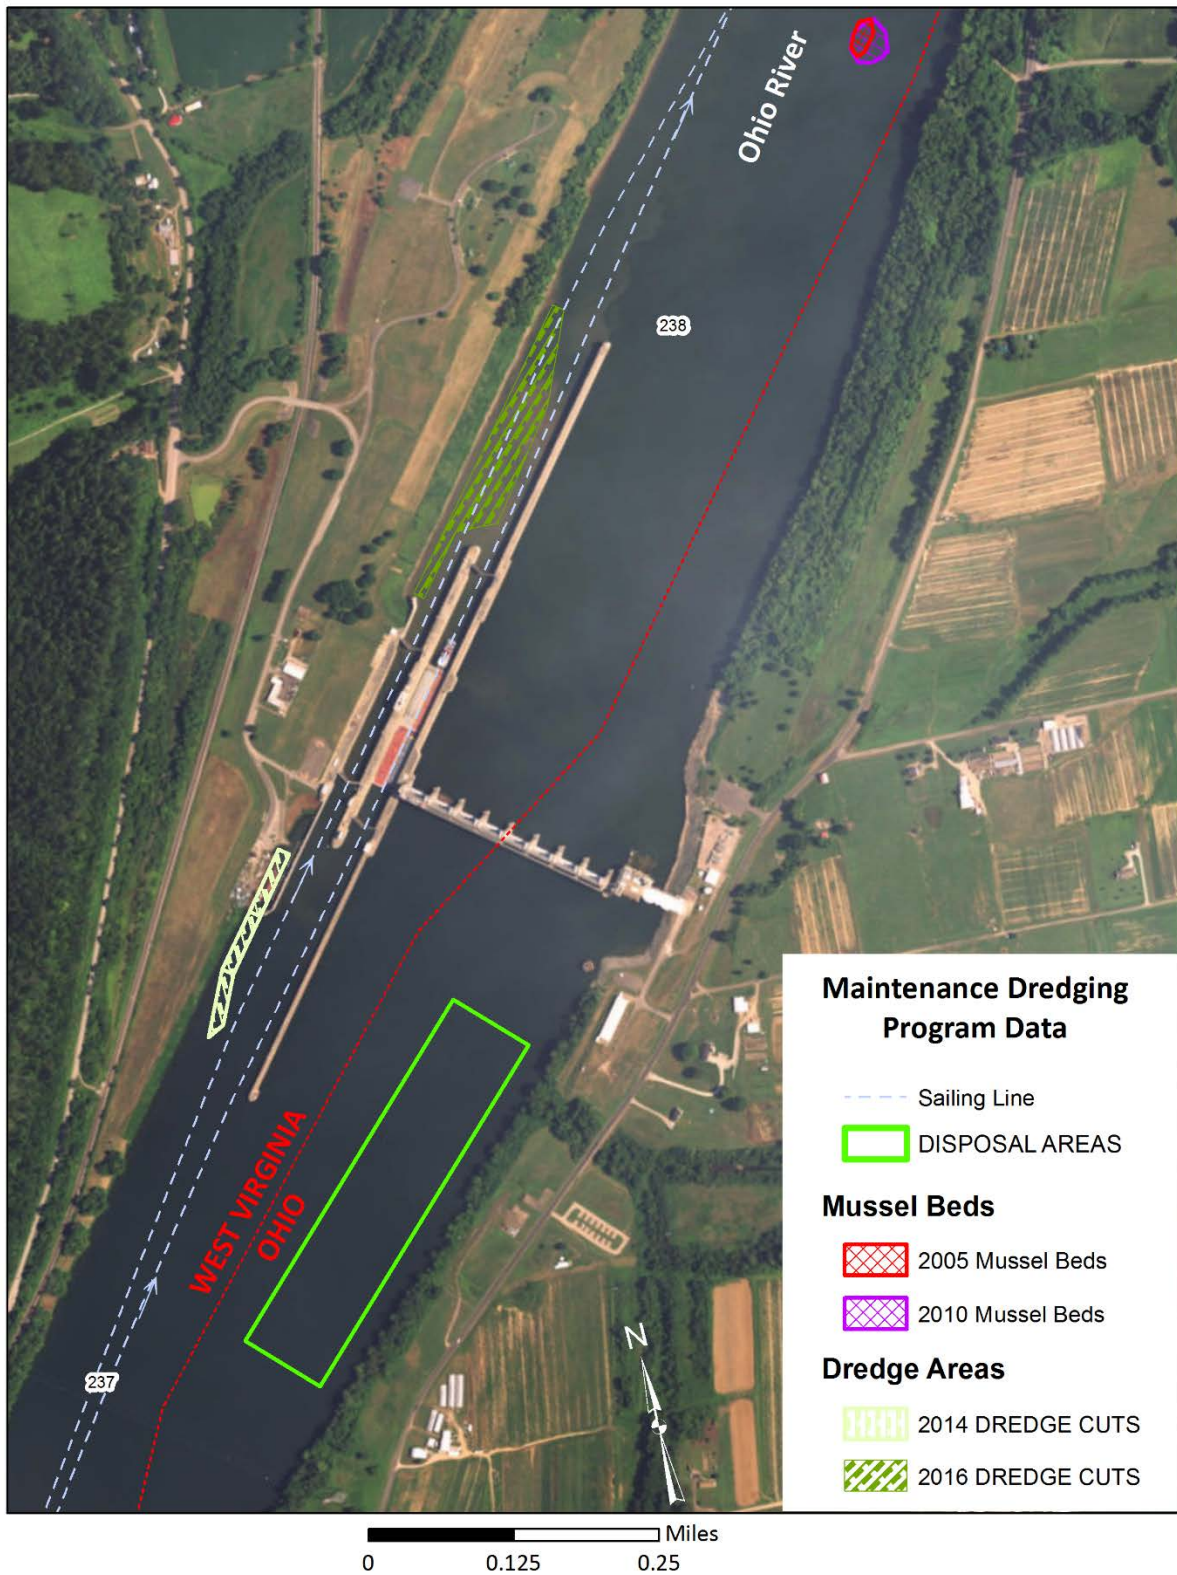 Ohio River
238
WEST VIRGINIA
OHIO
237
N
Maintenance Dredging
Program Data
Sailing Line
DISPOSAL AREAS
Mussel Beds
2005 Mussel Beds
2010 Mussel Beds
Dredge Areas
2014 DREDGE CUTS
2016 DREDGE CUTS
Miles
0 0.125 0.25